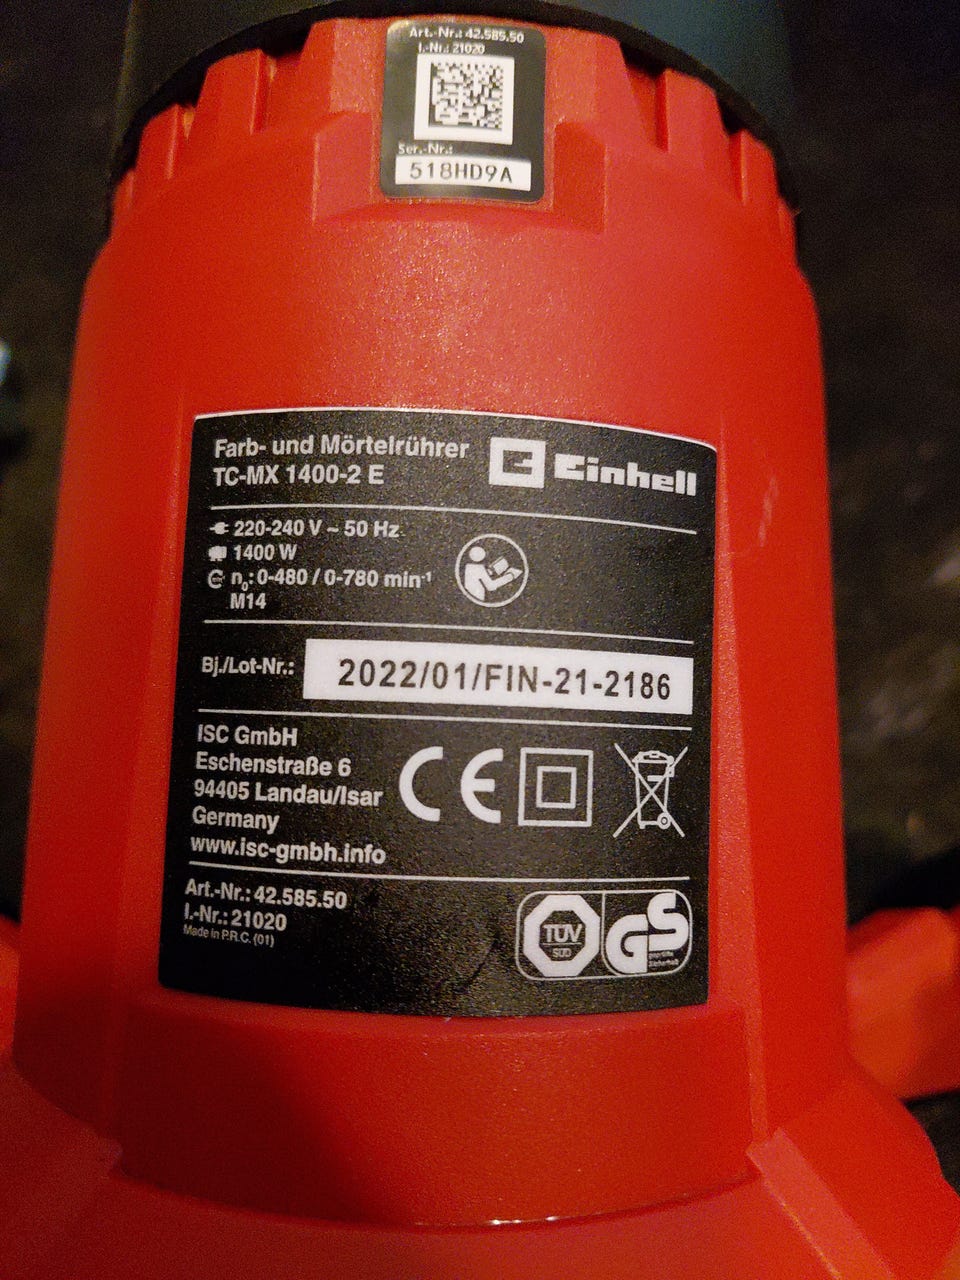 Art.-Nr.: 42.585.50
I.-Nr.: 21020
Ser.-Nr.:
518HD9A
Farb- und Mörtelrührer
TC-MX 1400-2 E
Einhell
220-240 V ~ 50 Hz
1400 W
n₀: 0-480 / 0-780 min⁻¹
M14
Bj./Lot-Nr.: 2022/01/FIN-21-2186
ISC GmbH
Eschenstraße 6
94405 Landau/Isar
Germany
www.isc-gmbh.info
CE
Art.-Nr.: 42.585.50
I.-Nr.: 21020
Made in P.R.C. (01)
TÜV
SÜD
GS
geprüfte
Sicherheit